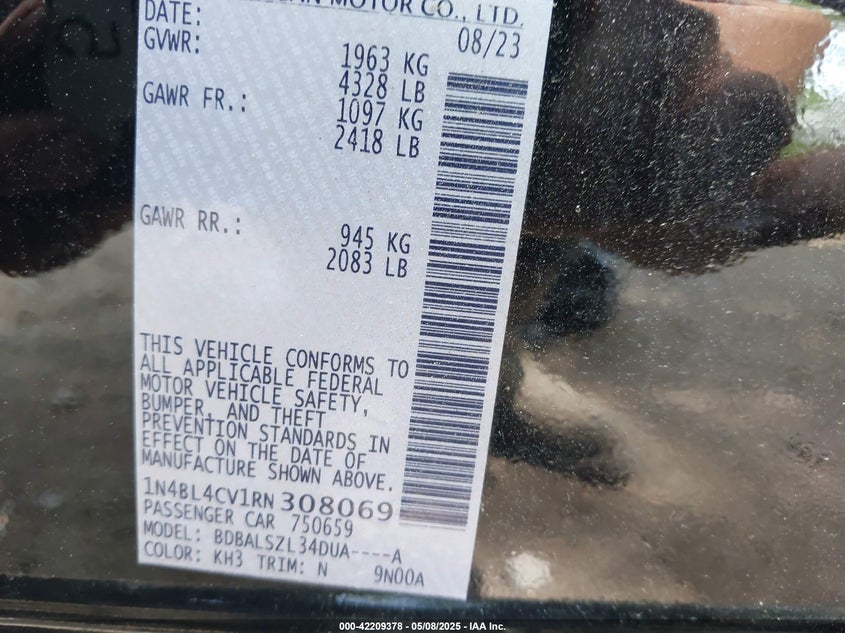 MOTOR CO., LTD.
DATE: 08/23
GVWR: 1963 KG
4328 LB
GAWR FR.: 1097 KG
2418 LB
GAWR RR.: 945 KG
2083 LB
THIS VEHICLE CONFORMS TO
ALL APPLICABLE FEDERAL
MOTOR VEHICLE SAFETY,
BUMPER, AND THEFT
PREVENTION STANDARDS IN
EFFECT ON THE DATE OF
MANUFACTURE SHOWN ABOVE.
1N4BL4CV1RN308069
PASSENGER CAR 750659
MODEL: BDBALSZL34DUA----A
COLOR: KH3 TRIM: N 9N00A
000-42209378 - 05/08/2025 - IAA Inc.